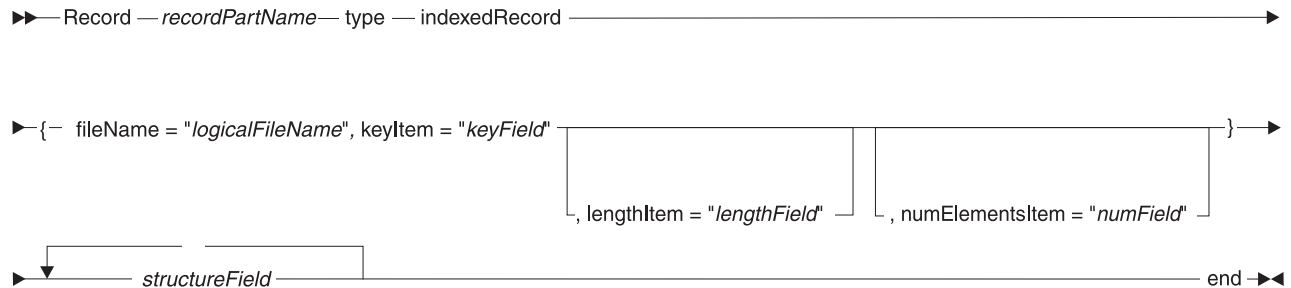 Record recordPartName type indexedRecord
{ fileName = "logicalFileName", keyItem = "keyField" }
, lengthItem = "lengthField" , numElementsItem = "numField"
structureField end